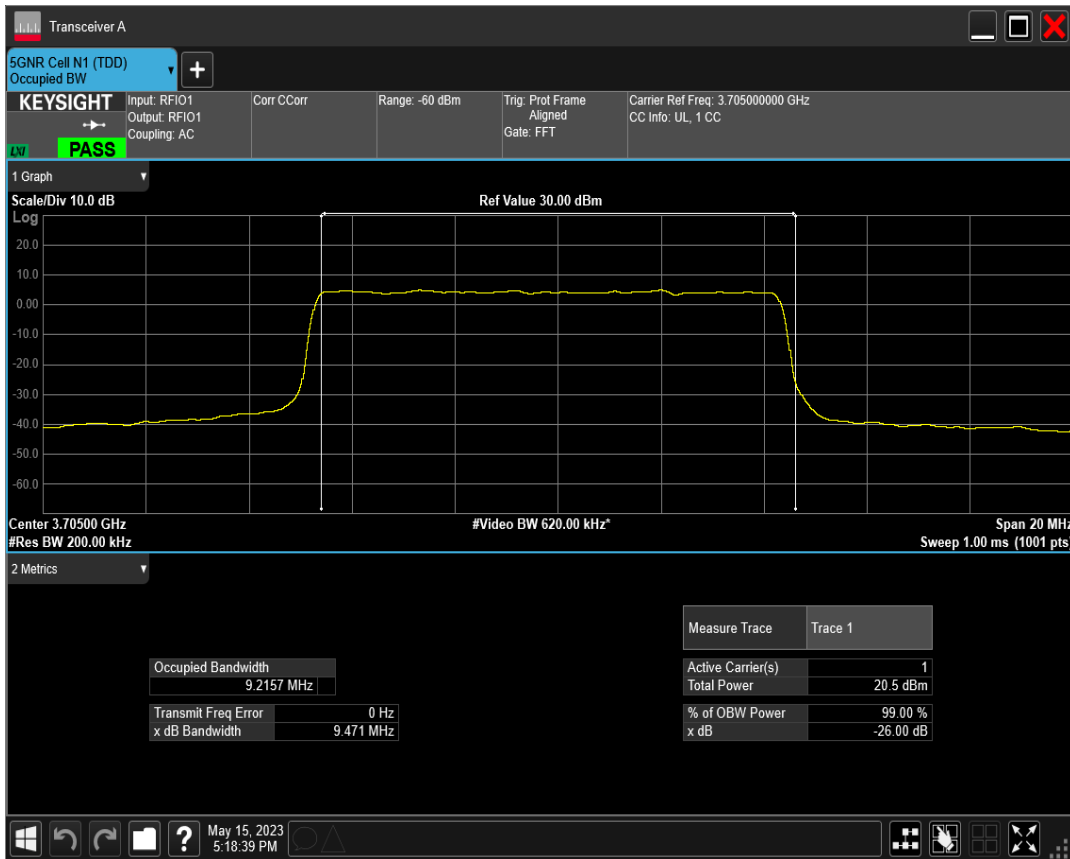 Transceiver A
5GNR Cell N1 (TDD)
Occupied BW
+
KEYSIGHT
LXI
PASS
Input: RFIO1
Output: RFIO1
Coupling: AC
Corr CCorr
Range: -60 dBm
Trig: Prot Frame
Aligned
Gate: FFT
Carrier Ref Freq: 3.705000000 GHz
CC Info: UL, 1 CC
1 Graph
Scale/Div 10.0 dB
Ref Value 30.00 dBm
Log
20.0
10.0
0.00
-10.0
-20.0
-30.0
-40.0
-50.0
-60.0
Center 3.70500 GHz
#Video BW 620.00 kHz*
Span 20 MHz
#Res BW 200.00 kHz
Sweep 1.00 ms (1001 pts)
2 Metrics
Measure Trace Trace 1
Occupied Bandwidth
9.2157 MHz
Active Carrier(s) 1
Total Power 20.5 dBm
Transmit Freq Error 0 Hz
x dB Bandwidth 9.471 MHz
% of OBW Power 99.00 %
x dB -26.00 dB
?
May 15, 2023
5:18:39 PM